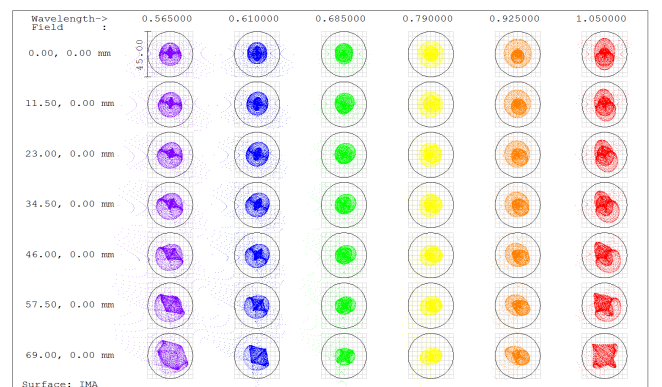 Wavelength-> 0.565000 0.610000 0.685000 0.790000 0.925000 1.050000
Field :
45.00
0.00, 0.00 mm
11.50, 0.00 mm
23.00, 0.00 mm
34.50, 0.00 mm
46.00, 0.00 mm
57.50, 0.00 mm
69.00, 0.00 mm
Surface: IMA